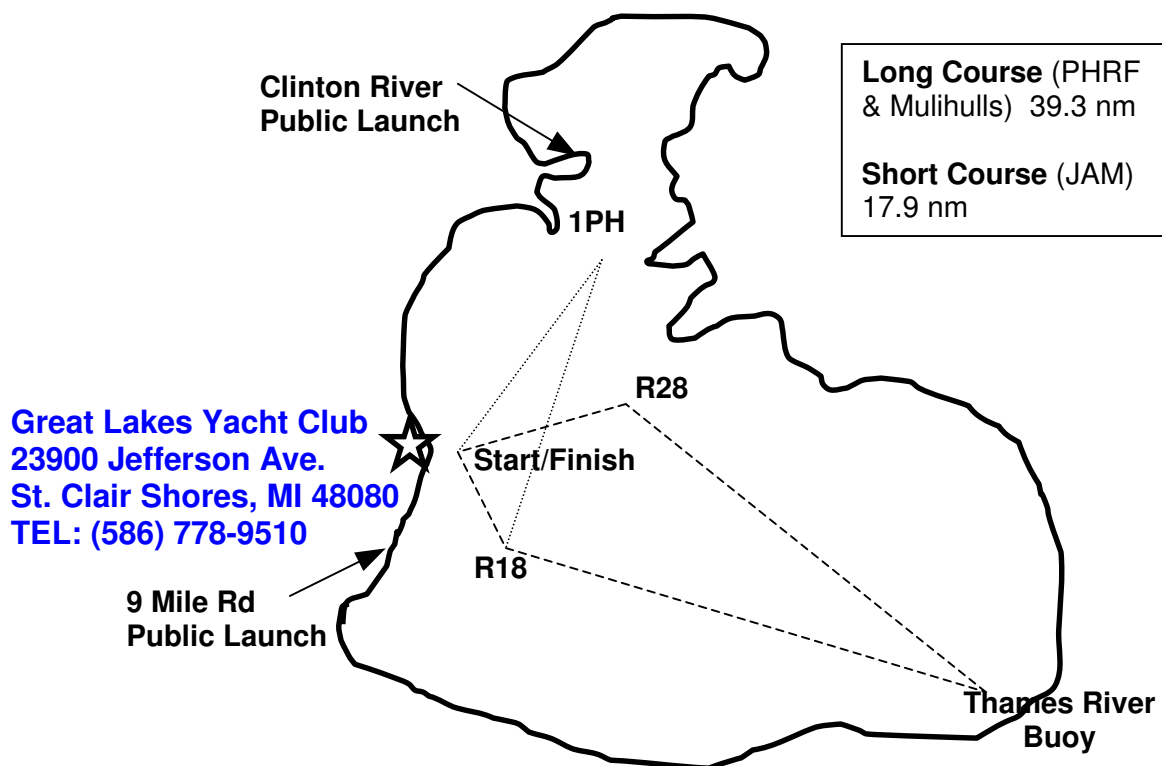 Clinton River
Public Launch
Long Course (PHRF
& Mulihulls) 39.3 nm
Short Course (JAM)
17.9 nm
1PH
R28
Great Lakes Yacht Club
23900 Jefferson Ave.
St. Clair Shores, MI 48080
TEL: (586) 778-9510
Start/Finish
R18
9 Mile Rd
Public Launch
Thames River
Buoy